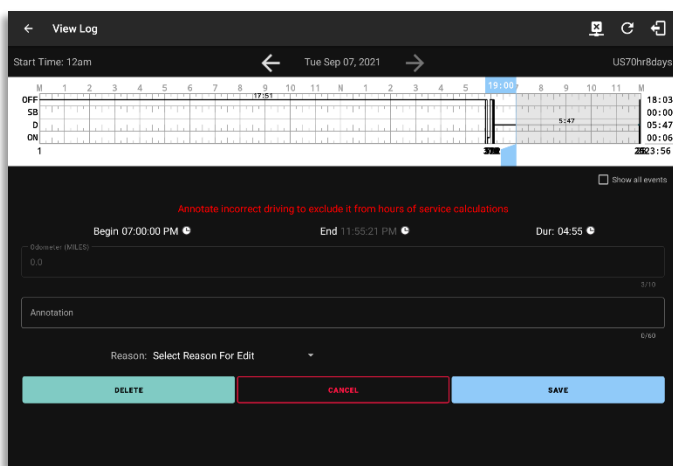 View Log
Start Time: 12am
Tue Sep 07, 2021
US70hr8days
M 1 2 3 4 5 6 7 8 9 10 11 N 1 2 3 4 5 19:00 7 8 9 10 11 M
OFF 17:51 18:03
SB 00:00
D 5:47 05:47
ON 00:06
1 23:56
Show all events
Annotate incorrect driving to exclude it from hours of service calculations
Begin 07:00:00 PM End 11:55:21 PM Dur: 04:55
Odometer (MILES)
0.0
3/10
Annotation
0/60
Reason: Select Reason For Edit
DELETE CANCEL SAVE